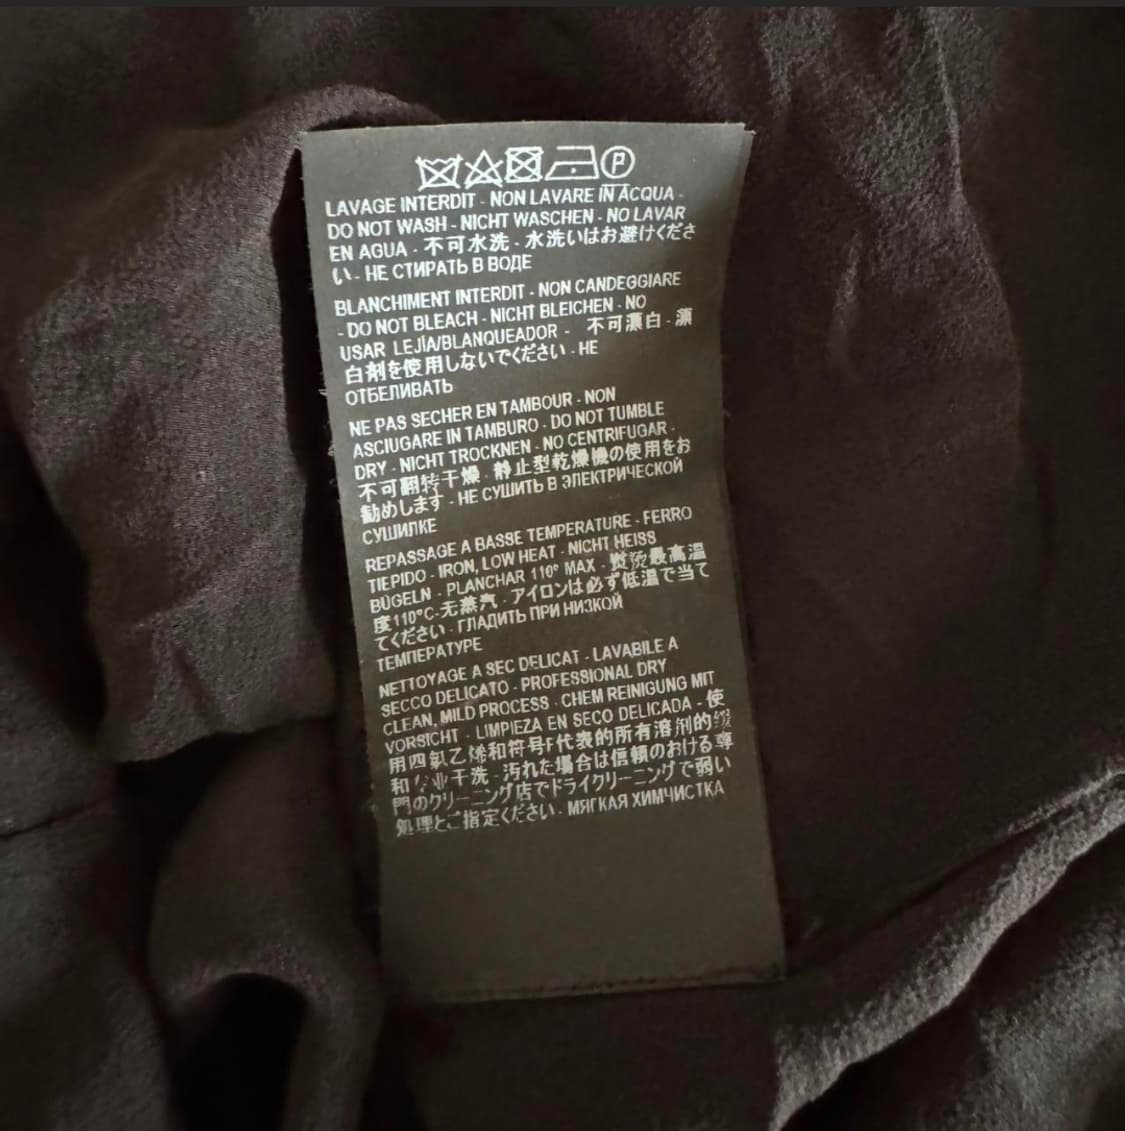 P
LAVAGE INTERDIT - NON LAVARE IN ACQUA -
DO NOT WASH - NICHT WASCHEN - NO LAVAR
EN AGUA - 不可水洗 - 水洗いはお避けくださ
い - НЕ СТИРАТЬ В ВОДЕ
BLANCHIMENT INTERDIT - NON CANDEGGIARE
- DO NOT BLEACH - NICHT BLEICHEN - NO
USAR LEJÍA/BLANQUEADOR - 不可漂白 -
白剤を使用しないでください - НЕ
ОТБЕЛИВАТЬ
NE PAS SECHER EN TAMBOUR - NON
ASCIUGARE IN TAMBURO - DO NOT TUMBLE
DRY - NICHT TROCKNEN - NO CENTRIFUGAR -
不可翻转干燥 - 静止型乾燥機の使用をお
勧めします - НЕ СУШИТЬ В ЭЛЕКТРИЧЕСКОЙ
СУШИЛКЕ
REPASSAGE A BASSE TEMPERATURE - FERRO
TIEPIDO - IRON, LOW HEAT - NICHT HEISS
BÜGELN - PLANCHAR 110° MAX - 熨烫最高温
度110°C-无蒸汽 - アイロンは必ず低温で当て
てください - ГЛАДИТЬ ПРИ НИЗКОЙ
ТЕМПЕРАТУРЕ
NETTOYAGE A SEC DELICAT - LAVABILE A
SECCO DELICATO - PROFESSIONAL DRY
CLEAN, MILD PROCESS - CHEM REINIGUNG MIT
VORSICHT - LIMPIEZA EN SECO DELICADA - 使
用四氯乙烯和符号F代表的所有溶剂的缓
和 业干洗 - 汚れた場合は信頼のおける専
門のクリーニング店でドライクリーニングで弱い
処理とご指定ください - МЯГКАЯ ХИМЧИСТКА